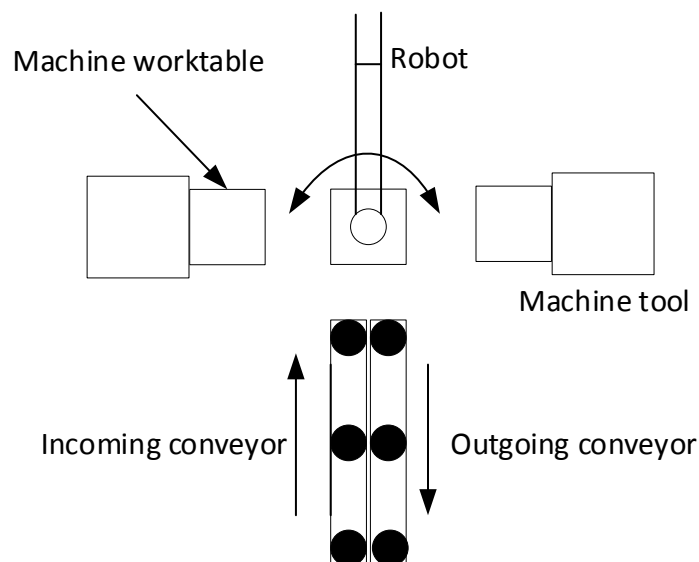 Machine worktable
Robot
Machine tool
Incoming conveyor
Outgoing conveyor